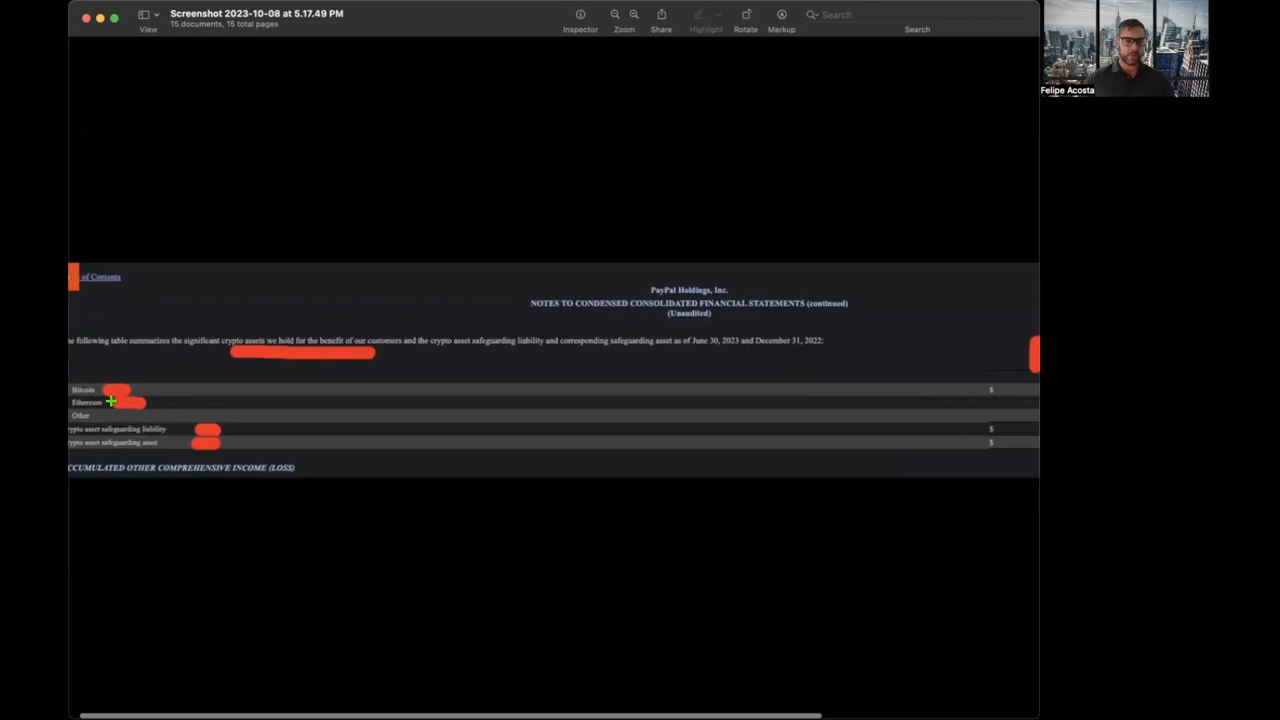 Screenshot 2023-10-08 at 5.17.49 PM
15 documents, 15 total pages
View
Inspector
Zoom
Share
Highlight
Rotate
Markup
Search
Search
Felipe Acosta
of Contents
PayPal Holdings, Inc.
NOTES TO CONDENSED CONSOLIDATED FINANCIAL STATEMENTS (continued)
(Unaudited)
he following table summarizes the significant crypto assets we hold for the benefit of our customers and the crypto asset safeguarding liability and corresponding safeguarding asset as of June 30, 2023 and December 31, 2022:
Bitcoin $
Ethereum
Other
rypto asset safeguarding liability $
rypto asset safeguarding asset $
CCUMULATED OTHER COMPREHENSIVE INCOME (LOSS)